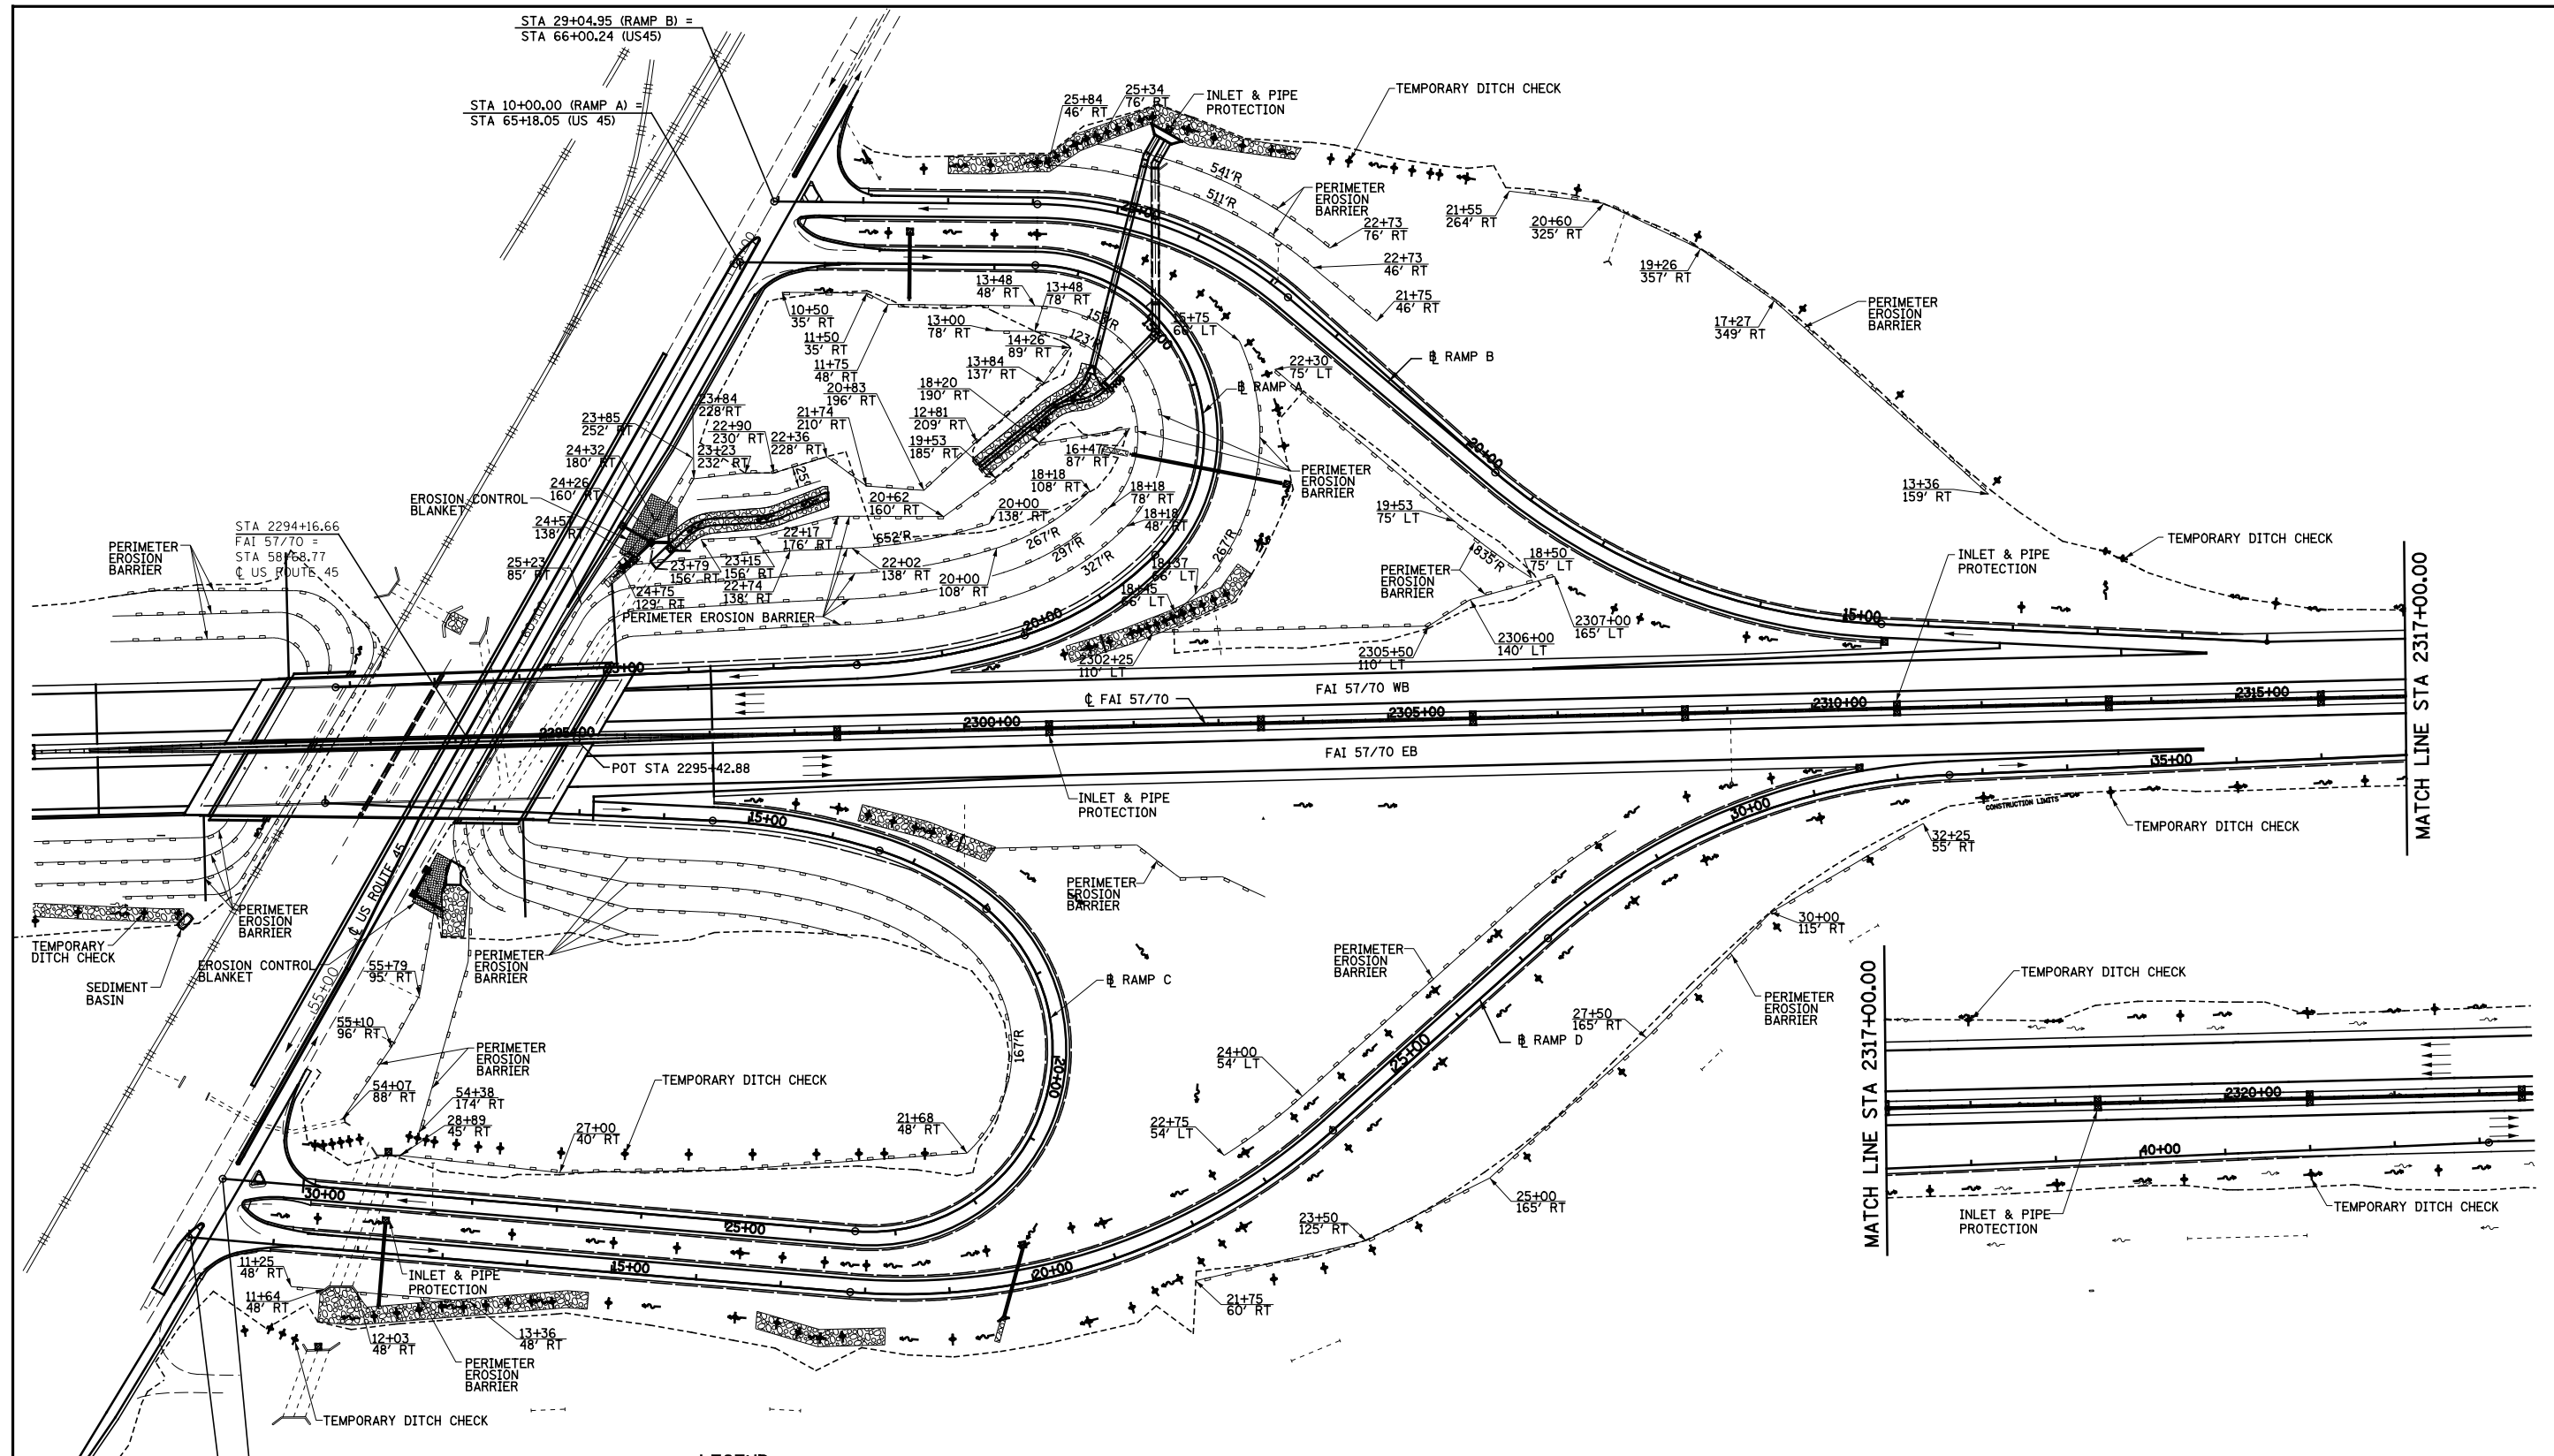 STA 29+04.95 (RAMP B) =
STA 66+00.24 (US45)
STA 10+00.00 (RAMP A) =
STA 65+18.05 (US 45)
25+84
46' RT
25+34
76' RT
INLET & PIPE
PROTECTION
TEMPORARY DITCH CHECK
541'R
511'R
PERIMETER
EROSION
BARRIER
22+73
76' RT
22+73
46' RT
21+75
46' RT
21+55
264' RT
20+60
325' RT
19+26
357' RT
17+27
349' RT
PERIMETER
EROSION
BARRIER
13+36
159' RT
TEMPORARY DITCH CHECK
10+50
35' RT
11+50
35' RT
11+75
48' RT
13+48
48' RT
13+48
78' RT
13+00
78' RT
14+26
89' RT
13+84
137' RT
123'R
15+75
66' LT
22+30
75' LT
℄ RAMP B
℄ RAMP A
20+83
196' RT
18+20
190' RT
12+81
209' RT
19+53
185' RT
21+74
210' RT
22+36
228' RT
23+84
228'RT
22+90
230' RT
23+23
232' RT
23+85
252' RT
24+32
180' RT
24+26
160' RT
EROSION CONTROL
BLANKET
24+57
138' RT
25+23
85' RT
STA 2294+16.66
FAI 57/70 =
STA 58+68.77
℄ US ROUTE 45
PERIMETER
EROSION
BARRIER
16+47
87' RT
18+18
108' RT
18+18
78' RT
18+18
48' RT
20+62
160' RT
20+00
138' RT
22+17
176' RT
652'R
267'R
297'R
327'R
267'R
23+79
156' RT
23+15
156' RT
22+74
138' RT
22+02
138' RT
20+00
108' RT
24+75
129' RT
PERIMETER EROSION BARRIER
18+37
66' LT
18+45
66' LT
PERIMETER
EROSION
BARRIER
19+53
75' LT
835'R
PERIMETER
EROSION
BARRIER
18+50
75' LT
2307+00
165' LT
2306+00
140' LT
2305+50
110' LT
2302+25
110' LT
20+00
15+00
20+00
25+00
60+00
INLET & PIPE
PROTECTION
MATCH LINE STA 2317+00.00
FAI 57/70 WB
℄ FAI 57/70
2295+00
2300+00
2305+00
2310+00
2315+00
FAI 57/70 EB
POT STA 2295+42.88
INLET & PIPE
PROTECTION
15+00
30+00
35+00
CONSTRUCTION LIMITS
TEMPORARY DITCH CHECK
32+25
55' RT
PERIMETER
EROSION
BARRIER
TEMPORARY
DITCH CHECK
SEDIMENT
BASIN
EROSION CONTROL
BLANKET
℄ US ROUTE 45
55+00
PERIMETER
EROSION
BARRIER
55+79
95' RT
55+10
96' RT
PERIMETER
EROSION
BARRIER
54+07
88' RT
54+38
174' RT
28+89
45' RT
TEMPORARY DITCH CHECK
27+00
40' RT
21+68
48' RT
167'R
20+00
℄ RAMP C
PERIMETER
EROSION
BARRIER
PERIMETER
EROSION
BARRIER
30+00
115' RT
PERIMETER
EROSION
BARRIER
27+50
165' RT
℄ RAMP D
25+00
24+00
54' LT
22+75
54' LT
25+00
165' RT
23+50
125' RT
21+75
60' RT
30+00
25+00
15+00
20+00
11+25
48' RT
11+64
48' RT
INLET & PIPE
PROTECTION
12+03
48' RT
13+36
48' RT
PERIMETER
EROSION
BARRIER
TEMPORARY DITCH CHECK
MATCH LINE STA 2317+00.00
TEMPORARY DITCH CHECK
2320+00
40+00
INLET & PIPE
PROTECTION
TEMPORARY DITCH CHECK